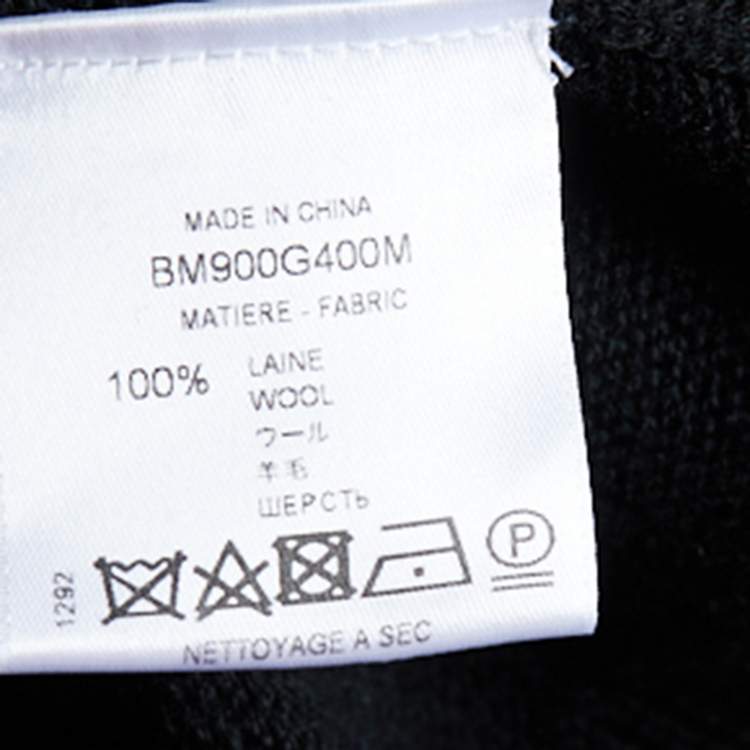 MADE IN CHINA
BM900G400M
MATIERE - FABRIC
100% LAINE
WOOL
ウール
羊毛
ШЕРСТЬ
P
1292
NETTOYAGE A SEC